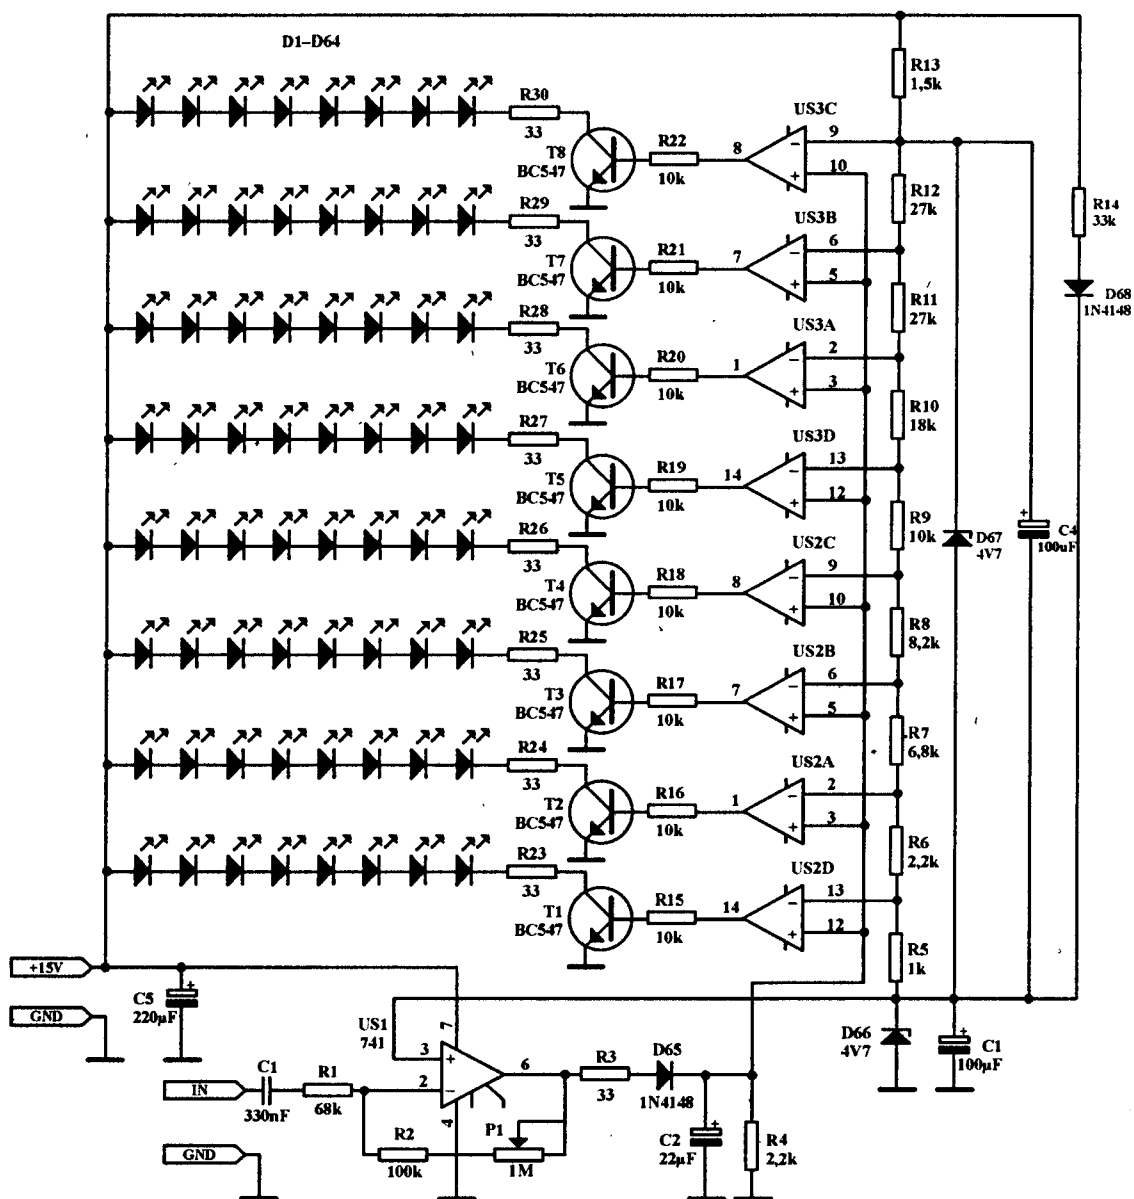 D1–D64
R13
1,5k
R30
33
T8
BC547
R22
10k
8
US3C
9
10
R12
27k
R14
33k
R29
33
T7
BC547
R21
10k
7
US3B
6
5
R11
27k
D68
1N4148
R28
33
T6
BC547
R20
10k
1
US3A
2
3
R10
18k
R27
33
T5
BC547
R19
10k
14
US3D
13
12
R9
10k
D67
4V7
C4
100uF
R26
33
T4
BC547
R18
10k
8
US2C
9
10
R8
8,2k
R25
33
T3
BC547
R17
10k
7
US2B
6
5
R7
6,8k
R24
33
T2
BC547
R16
10k
1
US2A
2
3
R6
2,2k
R23
33
T1
BC547
R15
10k
14
US2D
13
12
R5
1k
+15V
GND
C5
220µF
US1
741
7
3
2
4
6
D66
4V7
C1
100µF
IN
C1
330nF
R1
68k
R2
100k
P1
1M
R3
33
D65
1N4148
C2
22µF
R4
2,2k
GND